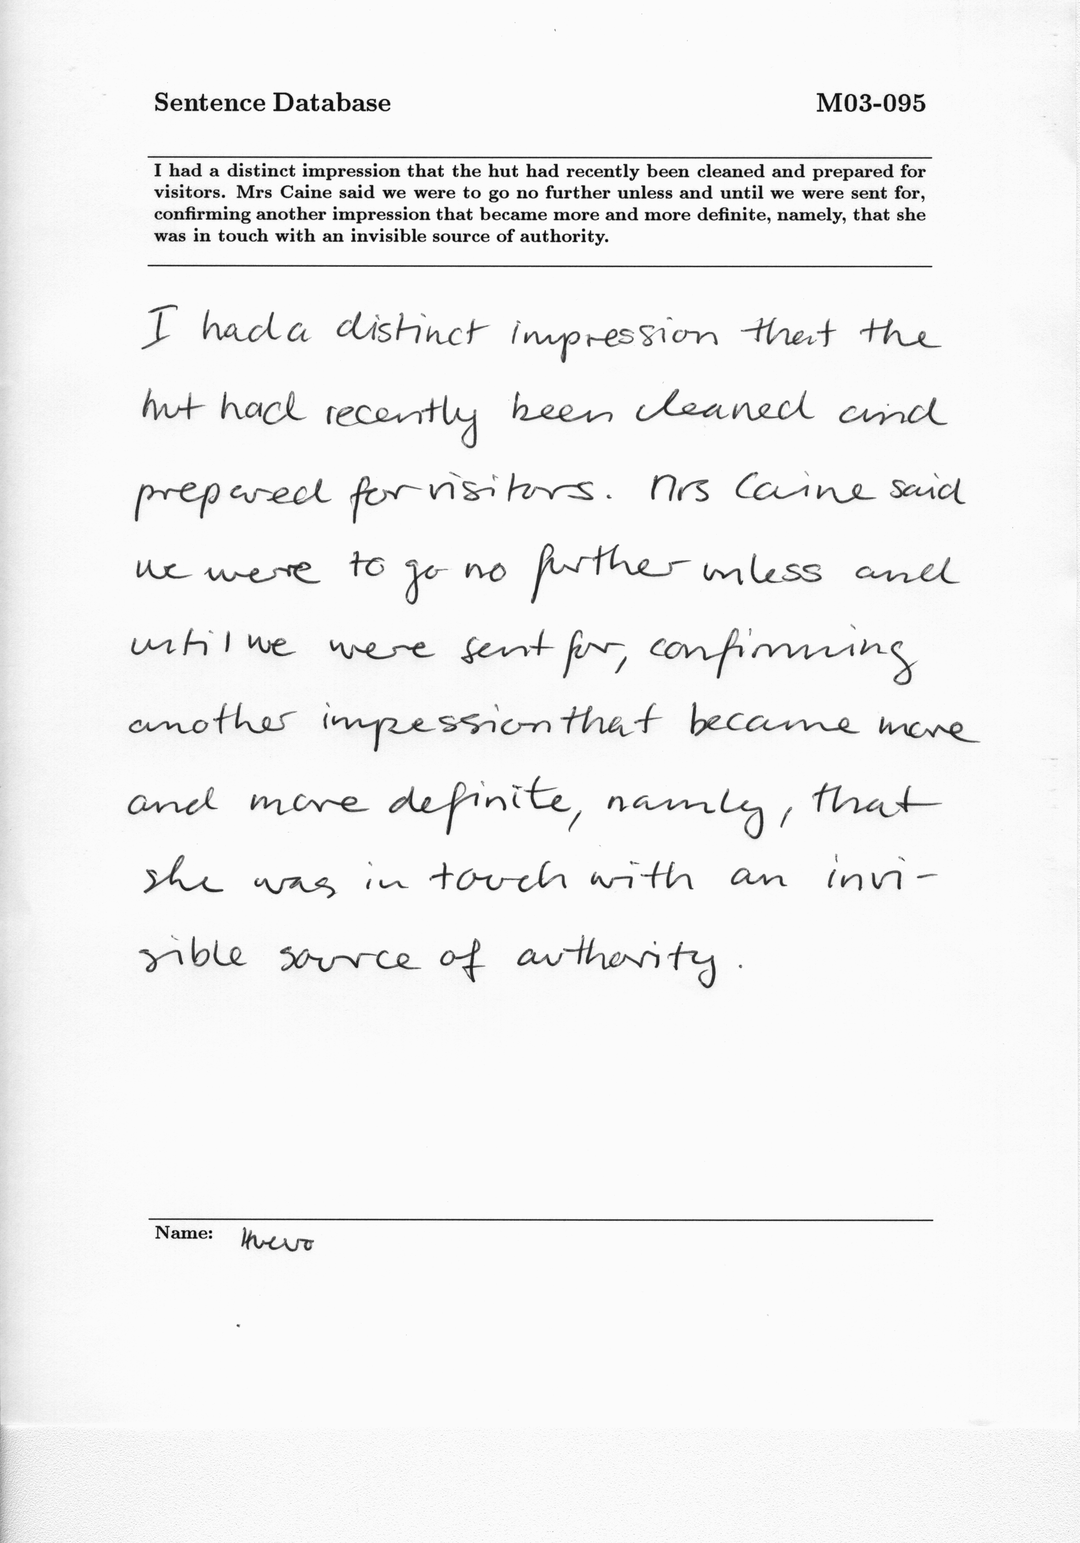 Sentence Database M03-095
I had a distinct impression that the hut had recently been cleaned and prepared for
visitors. Mrs Caine said we were to go no further unless and until we were sent for,
confirming another impression that became more and more definite, namely, that she
was in touch with an invisible source of authority.
I had a distinct impression that the
hut had recently been cleaned and
prepared for visitors. Mrs Caine said
we were to go no further unless and
until we were sent for, confirming
another impession that became more
and more definite, namly, that
she was in touch with an invi-
sible source of authority.
Name: